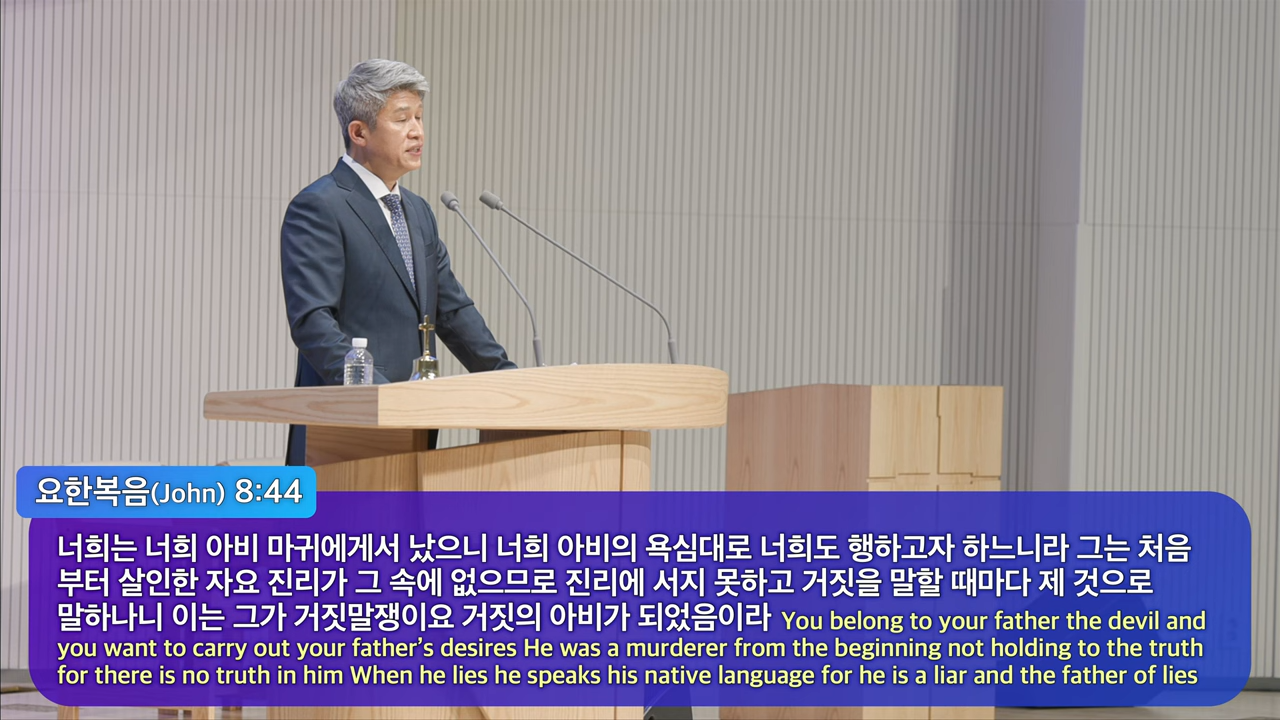 요한복음(John) 8:44
너희는 너희 아비 마귀에게서 났으니 너희 아비의 욕심대로 너희도 행하고자 하느니라 그는 처음
부터 살인한 자요 진리가 그 속에 없으므로 진리에 서지 못하고 거짓을 말할 때마다 제 것으로
말하나니 이는 그가 거짓말쟁이요 거짓의 아비가 되었음이라 You belong to your father the devil and
you want to carry out your father’s desires He was a murderer from the beginning not holding to the truth
for there is no truth in him When he lies he speaks his native language for he is a liar and the father of lies